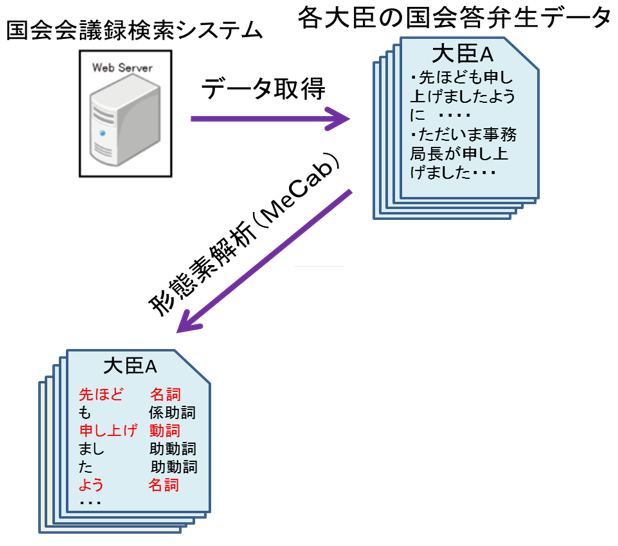 国会会議録検索システム
各大臣の国会答弁生データ
Web Server
データ取得
大臣A
・先ほども申し
上げましたよう
に ・・・・
・ただいま事務
局長が申し上
げました・・・
形態素解析(MeCab)
大臣A
先ほど 名詞
も 係助詞
申し上げ 動詞
まし 助動詞
た 助動詞
よう 名詞
・・・